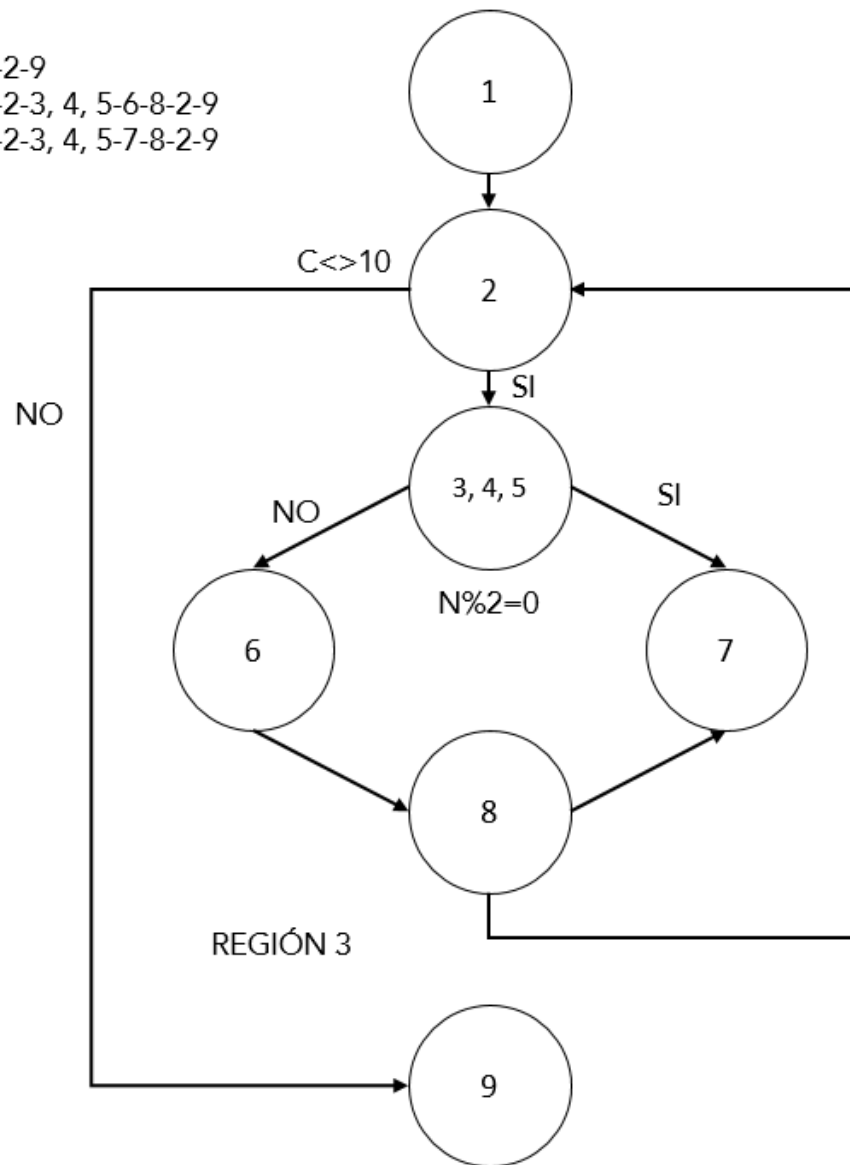 -2-9
-2-3, 4, 5-6-8-2-9
-2-3, 4, 5-7-8-2-9
1
C<>10
2
SI
NO
3, 4, 5
NO
SI
N%2=0
6
7
8
REGIÓN 3
9